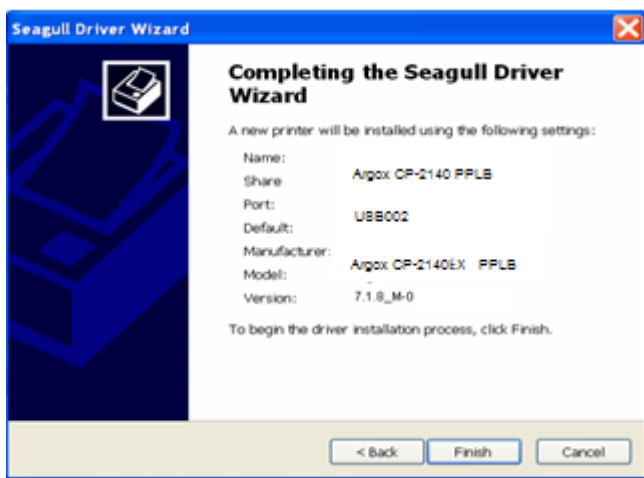 Seagull Driver Wizard
Completing the Seagull Driver
Wizard
A new printer will be installed using the following settings:
Name:
Argox CP-2140 PPLB
Share
Port:
USB002
Default:
Manufacturer:
Argox CP-2140EX PPLB
Model:
Version: 7.1.8_M-0
To begin the driver installation process, click Finish.
< Back Finish Cancel